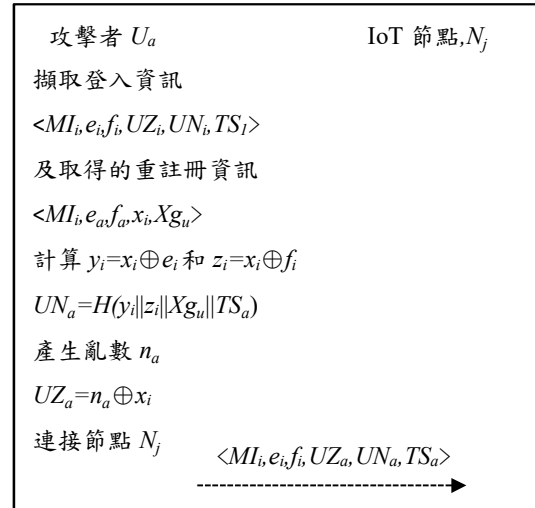 攻擊者 Ua IoT 節點,Nj
擷取登入資訊
<MIi,ei,fi,UZi,UNi,TS1>
及取得的重註冊資訊
<MIi,ea,fa,xi,Xgu>
計算 yi=xi⊕ei 和 zi=xi⊕fi
UNa=H(yi||zi||Xgu||TSa)
產生亂數 na
UZa=na⊕xi
連接節點 Nj
<MIi,ei,fi,UZa,UNa,TSa>